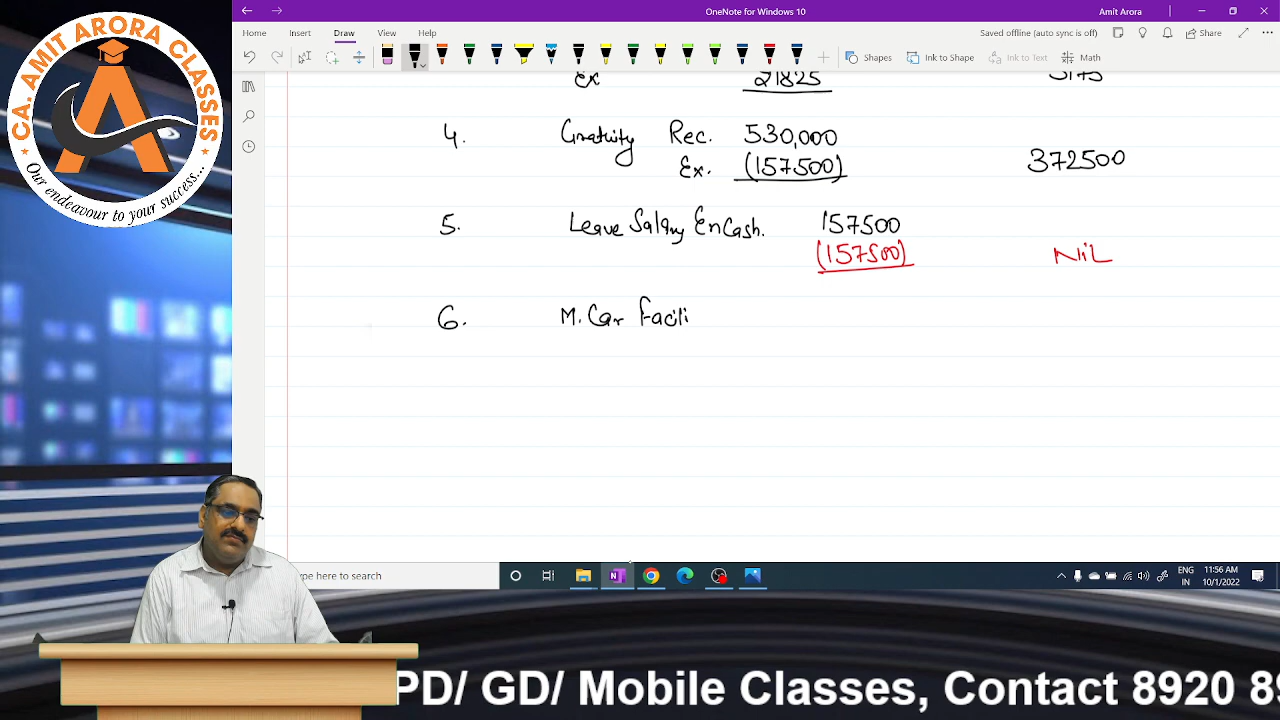 OneNote for Windows 10
Amit Arora
Home Insert Draw View Help
Saved offline (auto sync is off)
Share
Shapes
Ink to Shape
Ink to Text
Math
CA. AMIT ARORA CLASSES
Our endeavour to your success...
Ex 21825 3175
4. Gratuity Rec. 530,000
Ex. (157500) 372500
5. Leave Salary EnCash. 157500
(157500) NiL
6. M. Car Facili
pe here to search
ENG
IN
11:56 AM
10/1/2022
PD/ GD/ Mobile Classes, Contact 8920 8